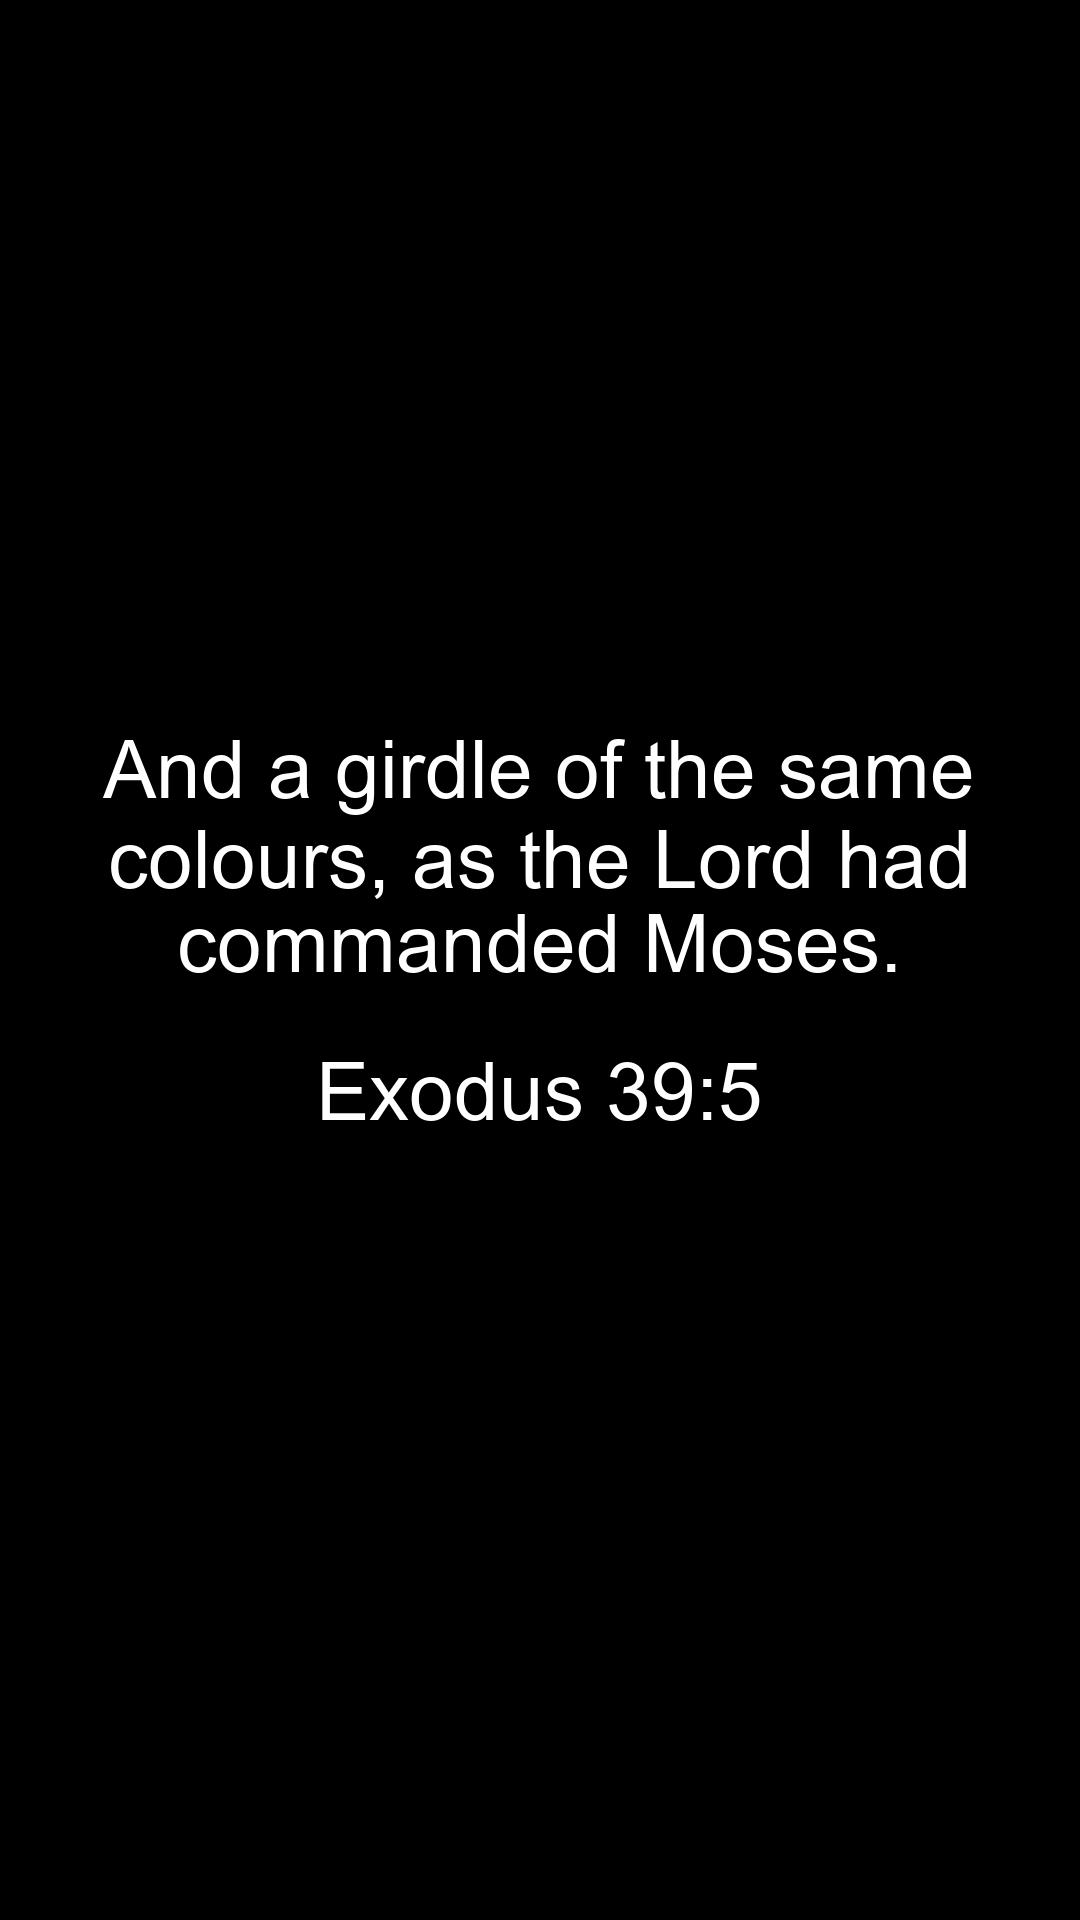 And a girdle of the same
colours, as the Lord had
commanded Moses.
Exodus 39:5